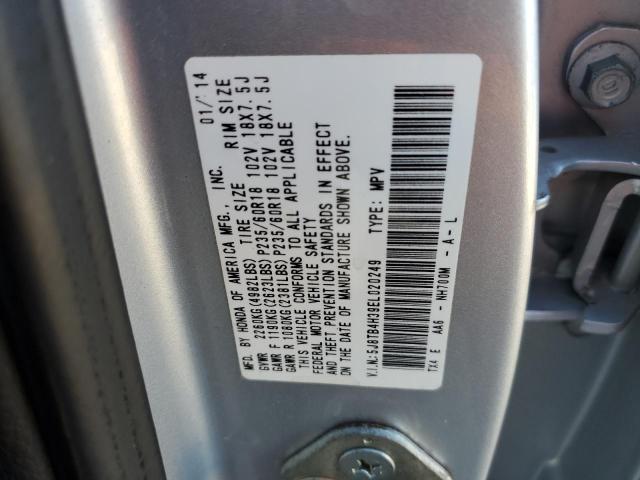 MFD. BY HONDA OF AMERICA MFG., INC. 01/14
TIRE SIZE RIM SIZE
GVWR 2260KG(4982LBS)
GAWR F 1190KG(2623LBS) P235/60R18 102V 18X7.5J
GAWR R 1080KG(2381LBS) P235/60R18 102V 18X7.5J
THIS VEHICLE CONFORMS TO ALL APPLICABLE
FEDERAL MOTOR VEHICLE SAFETY
AND THEFT PREVENTION STANDARDS IN EFFECT
ON THE DATE OF MANUFACTURE SHOWN ABOVE.
V.I.N.: 5J8TB4H39EL020249 TYPE: MPV
TX4 E AA6 - NH700M - A - L